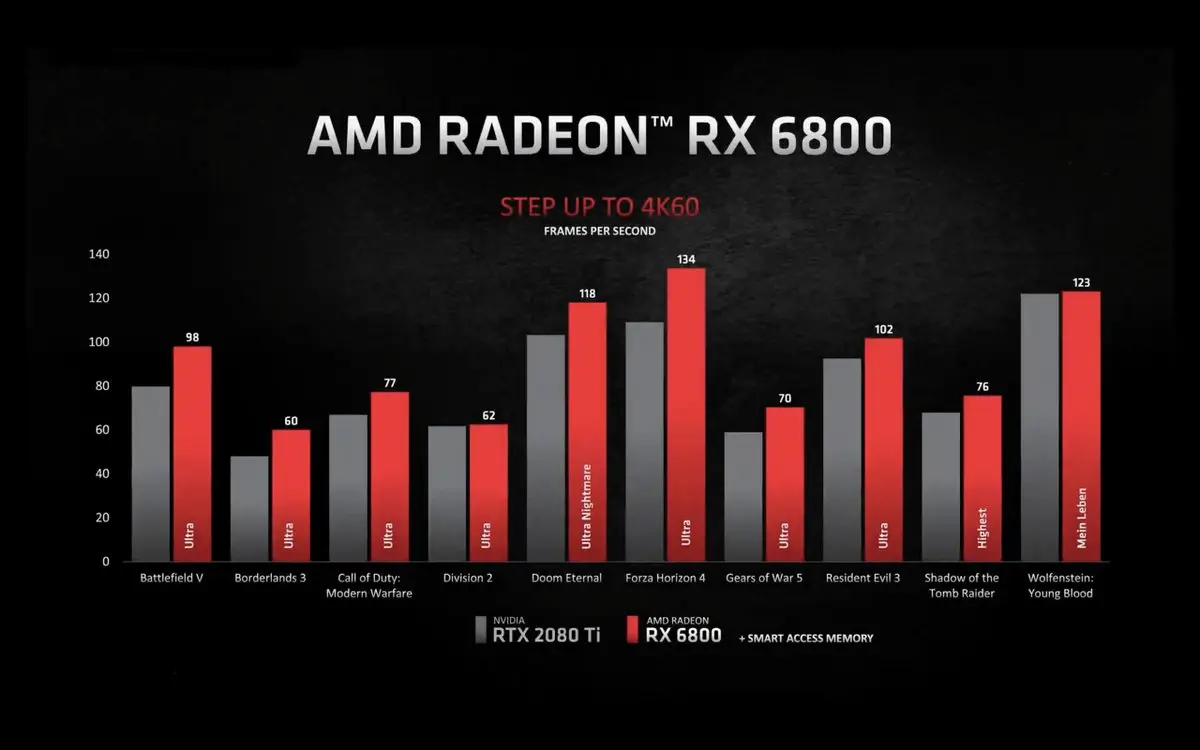 AMD RADEON™ RX 6800
STEP UP TO 4K60
FRAMES PER SECOND
140
120
100
80
60
40
20
0
98
60
77
62
118
134
70
102
76
123
Ultra
Ultra
Ultra
Ultra
Ultra Nightmare
Ultra
Ultra
Ultra
Highest
Mein Leben
Battlefield V
Borderlands 3
Call of Duty:
Modern Warfare
Division 2
Doom Eternal
Forza Horizon 4
Gears of War 5
Resident Evil 3
Shadow of the
Tomb Raider
Wolfenstein:
Young Blood
NVIDIA
RTX 2080 Ti
AMD RADEON
RX 6800
+ SMART ACCESS MEMORY